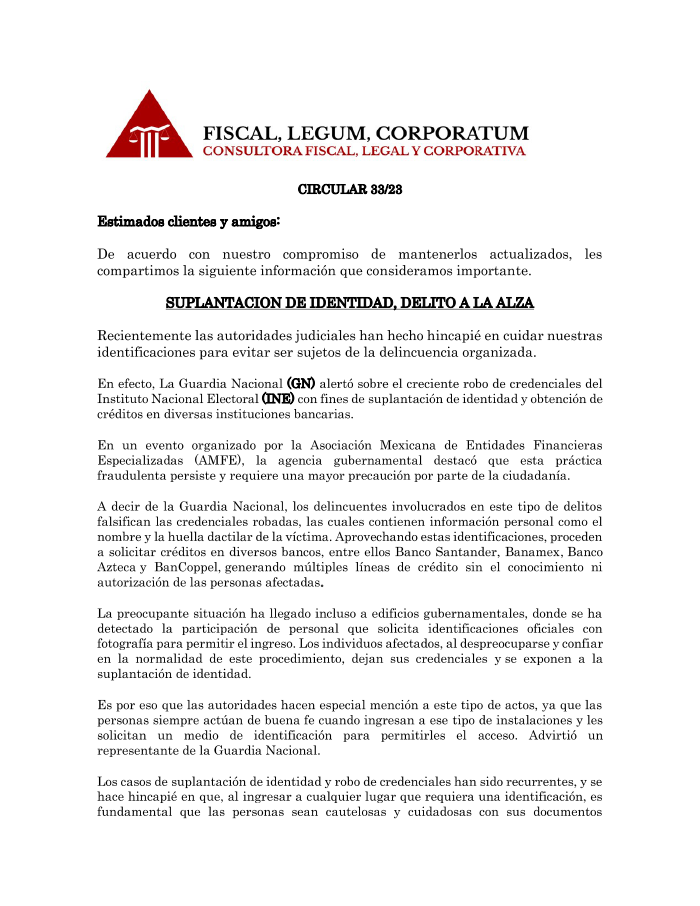 FISCAL, LEGUM, CORPORATUM
CONSULTORA FISCAL, LEGAL Y CORPORATIVA
CIRCULAR 33/23
Estimados clientes y amigos:
De acuerdo con nuestro compromiso de mantenerlos actualizados, les
compartimos la siguiente información que consideramos importante.
SUPLANTACION DE IDENTIDAD, DELITO A LA ALZA
Recientemente las autoridades judiciales han hecho hincapié en cuidar nuestras
identificaciones para evitar ser sujetos de la delincuencia organizada.
En efecto, La Guardia Nacional (GN) alertó sobre el creciente robo de credenciales del
Instituto Nacional Electoral (INE) con fines de suplantación de identidad y obtención de
créditos en diversas instituciones bancarias.
En un evento organizado por la Asociación Mexicana de Entidades Financieras
Especializadas (AMFE), la agencia gubernamental destacó que esta práctica
fraudulenta persiste y requiere una mayor precaución por parte de la ciudadanía.
A decir de la Guardia Nacional, los delincuentes involucrados en este tipo de delitos
falsifican las credenciales robadas, las cuales contienen información personal como el
nombre y la huella dactilar de la víctima. Aprovechando estas identificaciones, proceden
a solicitar créditos en diversos bancos, entre ellos Banco Santander, Banamex, Banco
Azteca y BanCoppel, generando múltiples líneas de crédito sin el conocimiento ni
autorización de las personas afectadas.
La preocupante situación ha llegado incluso a edificios gubernamentales, donde se ha
detectado la participación de personal que solicita identificaciones oficiales con
fotografía para permitir el ingreso. Los individuos afectados, al despreocuparse y confiar
en la normalidad de este procedimiento, dejan sus credenciales y se exponen a la
suplantación de identidad.
Es por eso que las autoridades hacen especial mención a este tipo de actos, ya que las
personas siempre actúan de buena fe cuando ingresan a ese tipo de instalaciones y les
solicitan un medio de identificación para permitirles el acceso. Advirtió un
representante de la Guardia Nacional.
Los casos de suplantación de identidad y robo de credenciales han sido recurrentes, y se
hace hincapié en que, al ingresar a cualquier lugar que requiera una identificación, es
fundamental que las personas sean cautelosas y cuidadosas con sus documentos